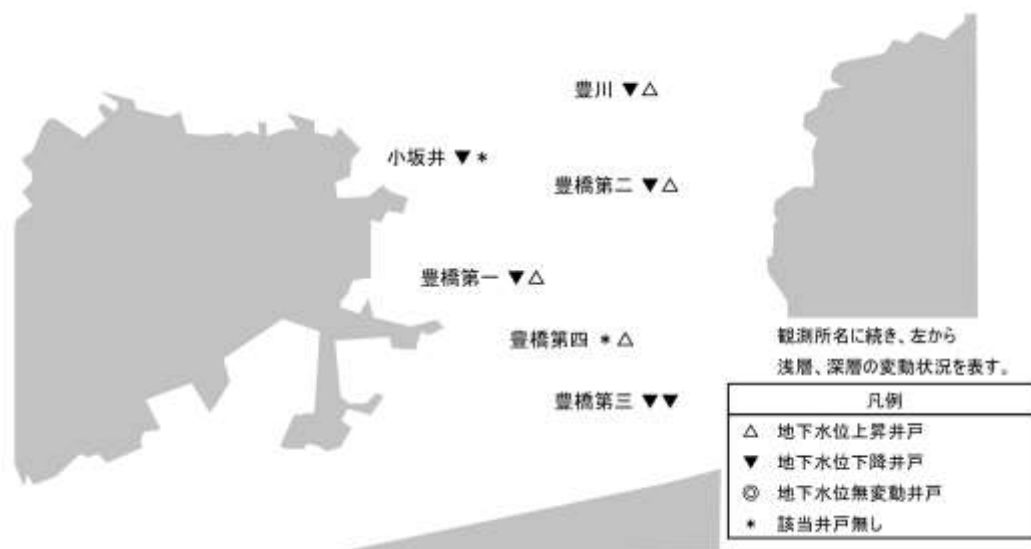 豊川 ▼△
小坂井 ▼*
豊橋第二 ▼△
豊橋第一 ▼△
豊橋第四 *△
豊橋第三 ▼▼
観測所名に続き、左から
浅層、深層の変動状況を表す。
凡例
△ 地下水位上昇井戸
▼ 地下水位下降井戸
◎ 地下水位無変動井戸
* 該当井戸無し